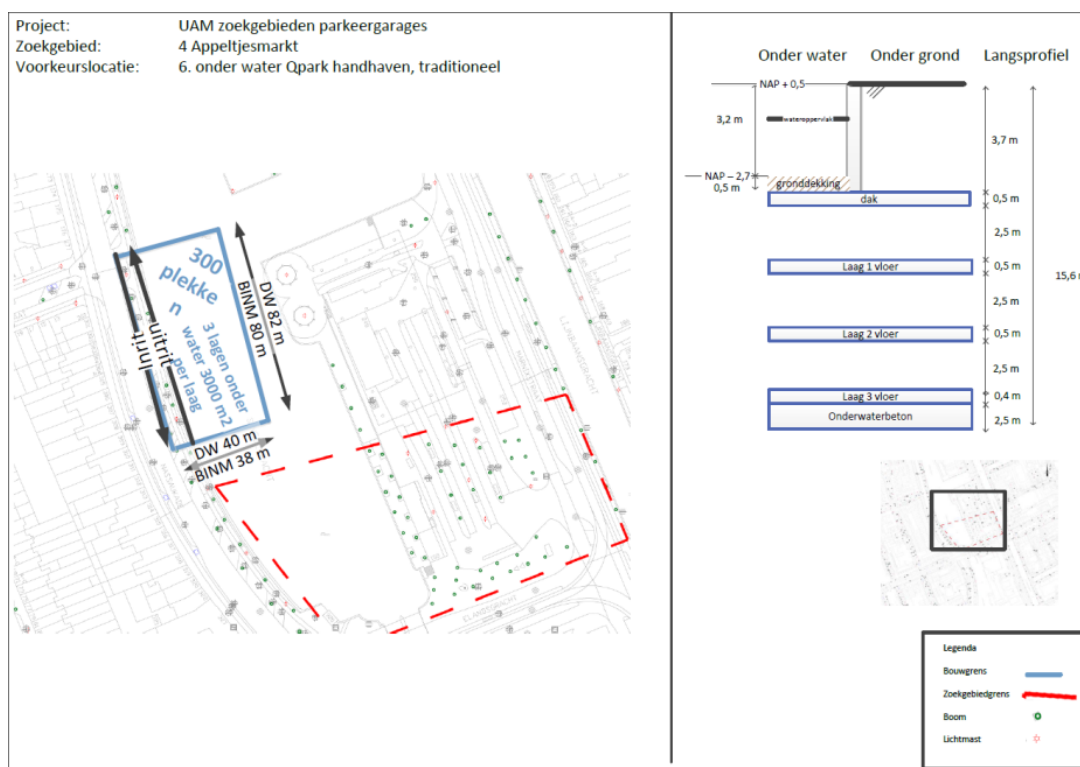 Project: UAM zoekgebieden parkeergarages
Zoekgebied: 4 Appeltjesmarkt
Voorkeurslocatie: 6. onder water Qpark handhaven, traditioneel
300
plekke
n
3 lagen onder
water 3000 m2
per laag
uitrit
Inrit
DW 82 m
BINM 80 m
DW 40 m
BINM 38 m
Onder water Onder grond Langsprofiel
NAP + 0,5
3,2 m
wateroppervlak
3,7 m
NAP – 2,7
0,5 m
gronddekking
dak
0,5 m
2,5 m
Laag 1 vloer
0,5 m
15,6 m
2,5 m
Laag 2 vloer
0,5 m
2,5 m
Laag 3 vloer
0,4 m
Onderwaterbeton
2,5 m
Legenda
Bouwgrens
Zoekgebiedgrens
Boom
Lichtmast